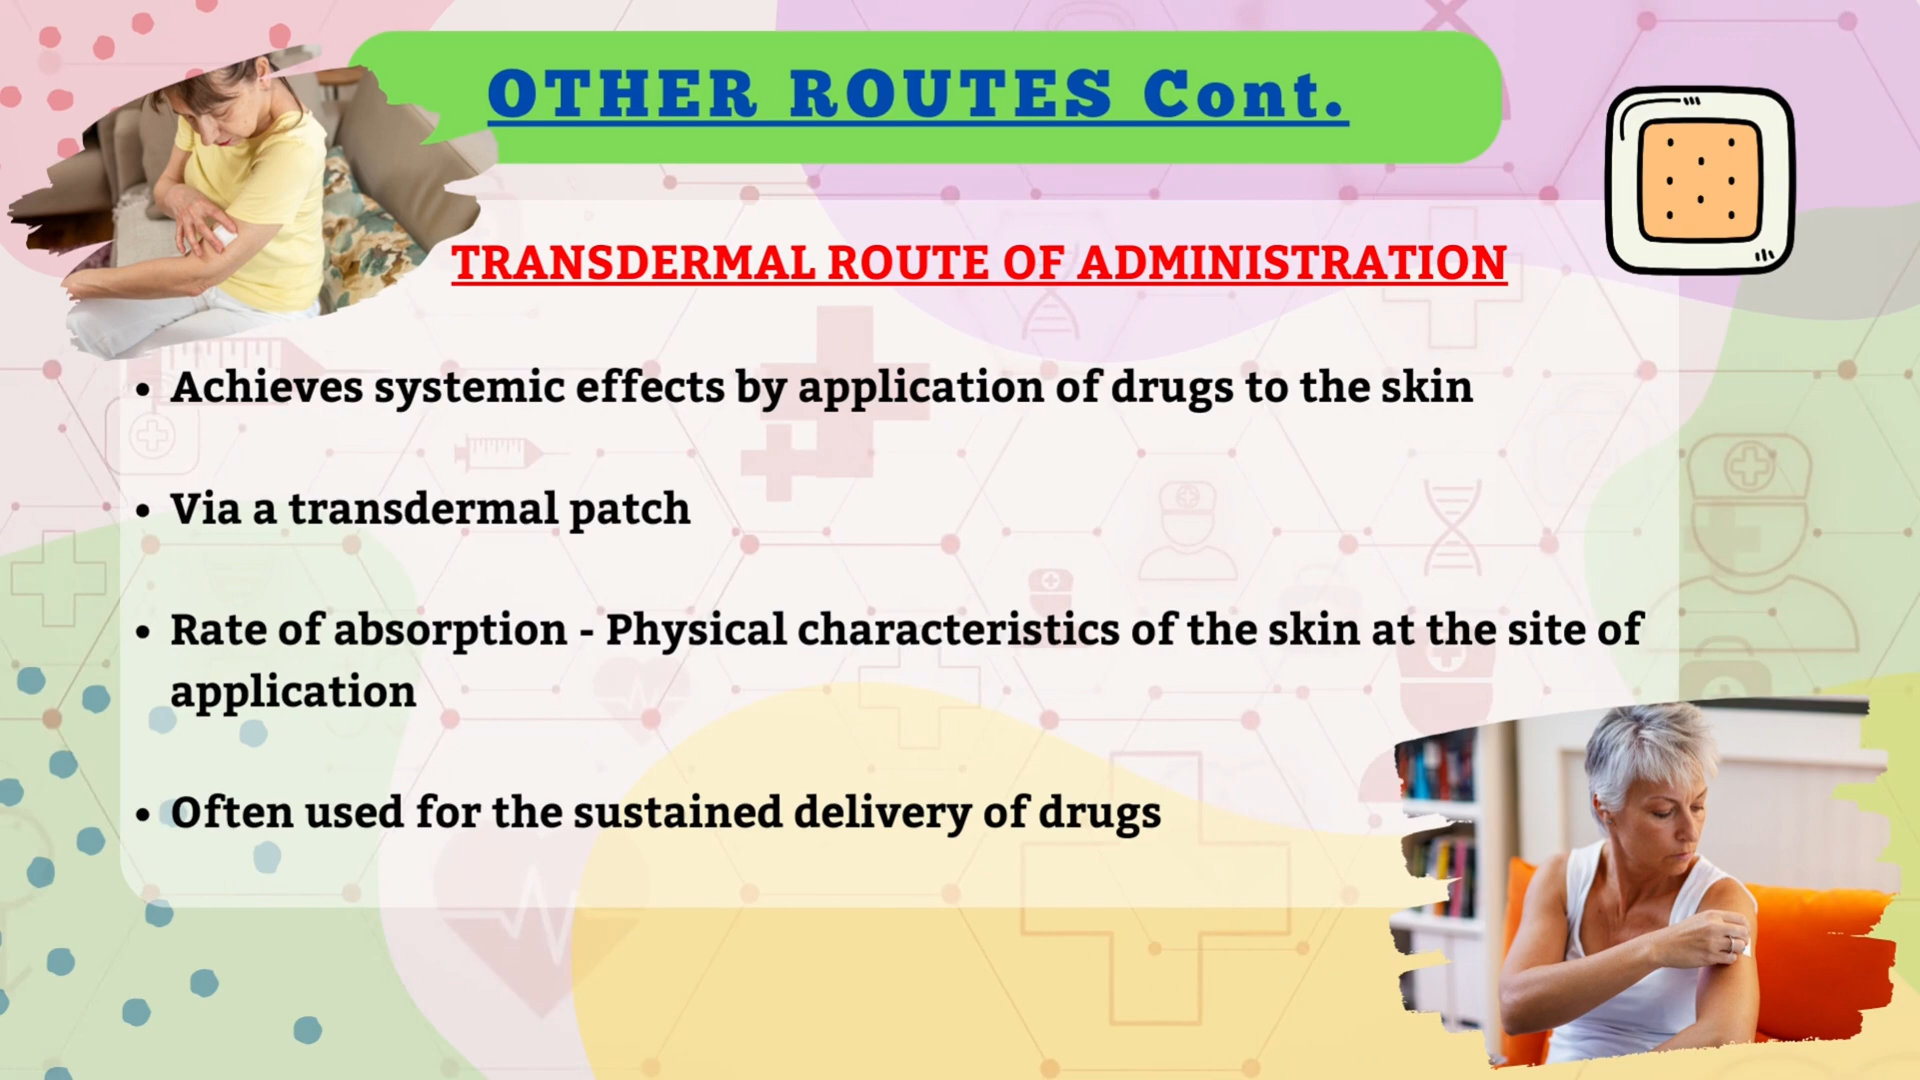 OTHER ROUTES Cont.
TRANSDERMAL ROUTE OF ADMINISTRATION
• Achieves systemic effects by application of drugs to the skin
• Via a transdermal patch
• Rate of absorption - Physical characteristics of the skin at the site of
application
• Often used for the sustained delivery of drugs